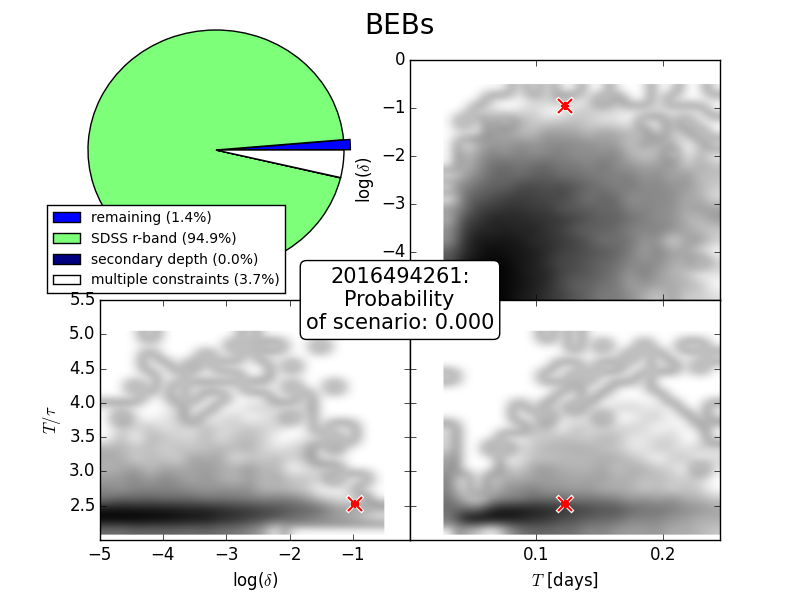 BEBs
remaining (1.4%)
SDSS r-band (94.9%)
secondary depth (0.0%)
multiple constraints (3.7%)
0
−1
−2
−3
−4
log(δ)
2016494261:
Probability
of scenario: 0.000
5.5
5.0
4.5
4.0
3.5
3.0
2.5
T/τ
−5 −4 −3 −2 −1
log(δ)
0.1 0.2
T [days]